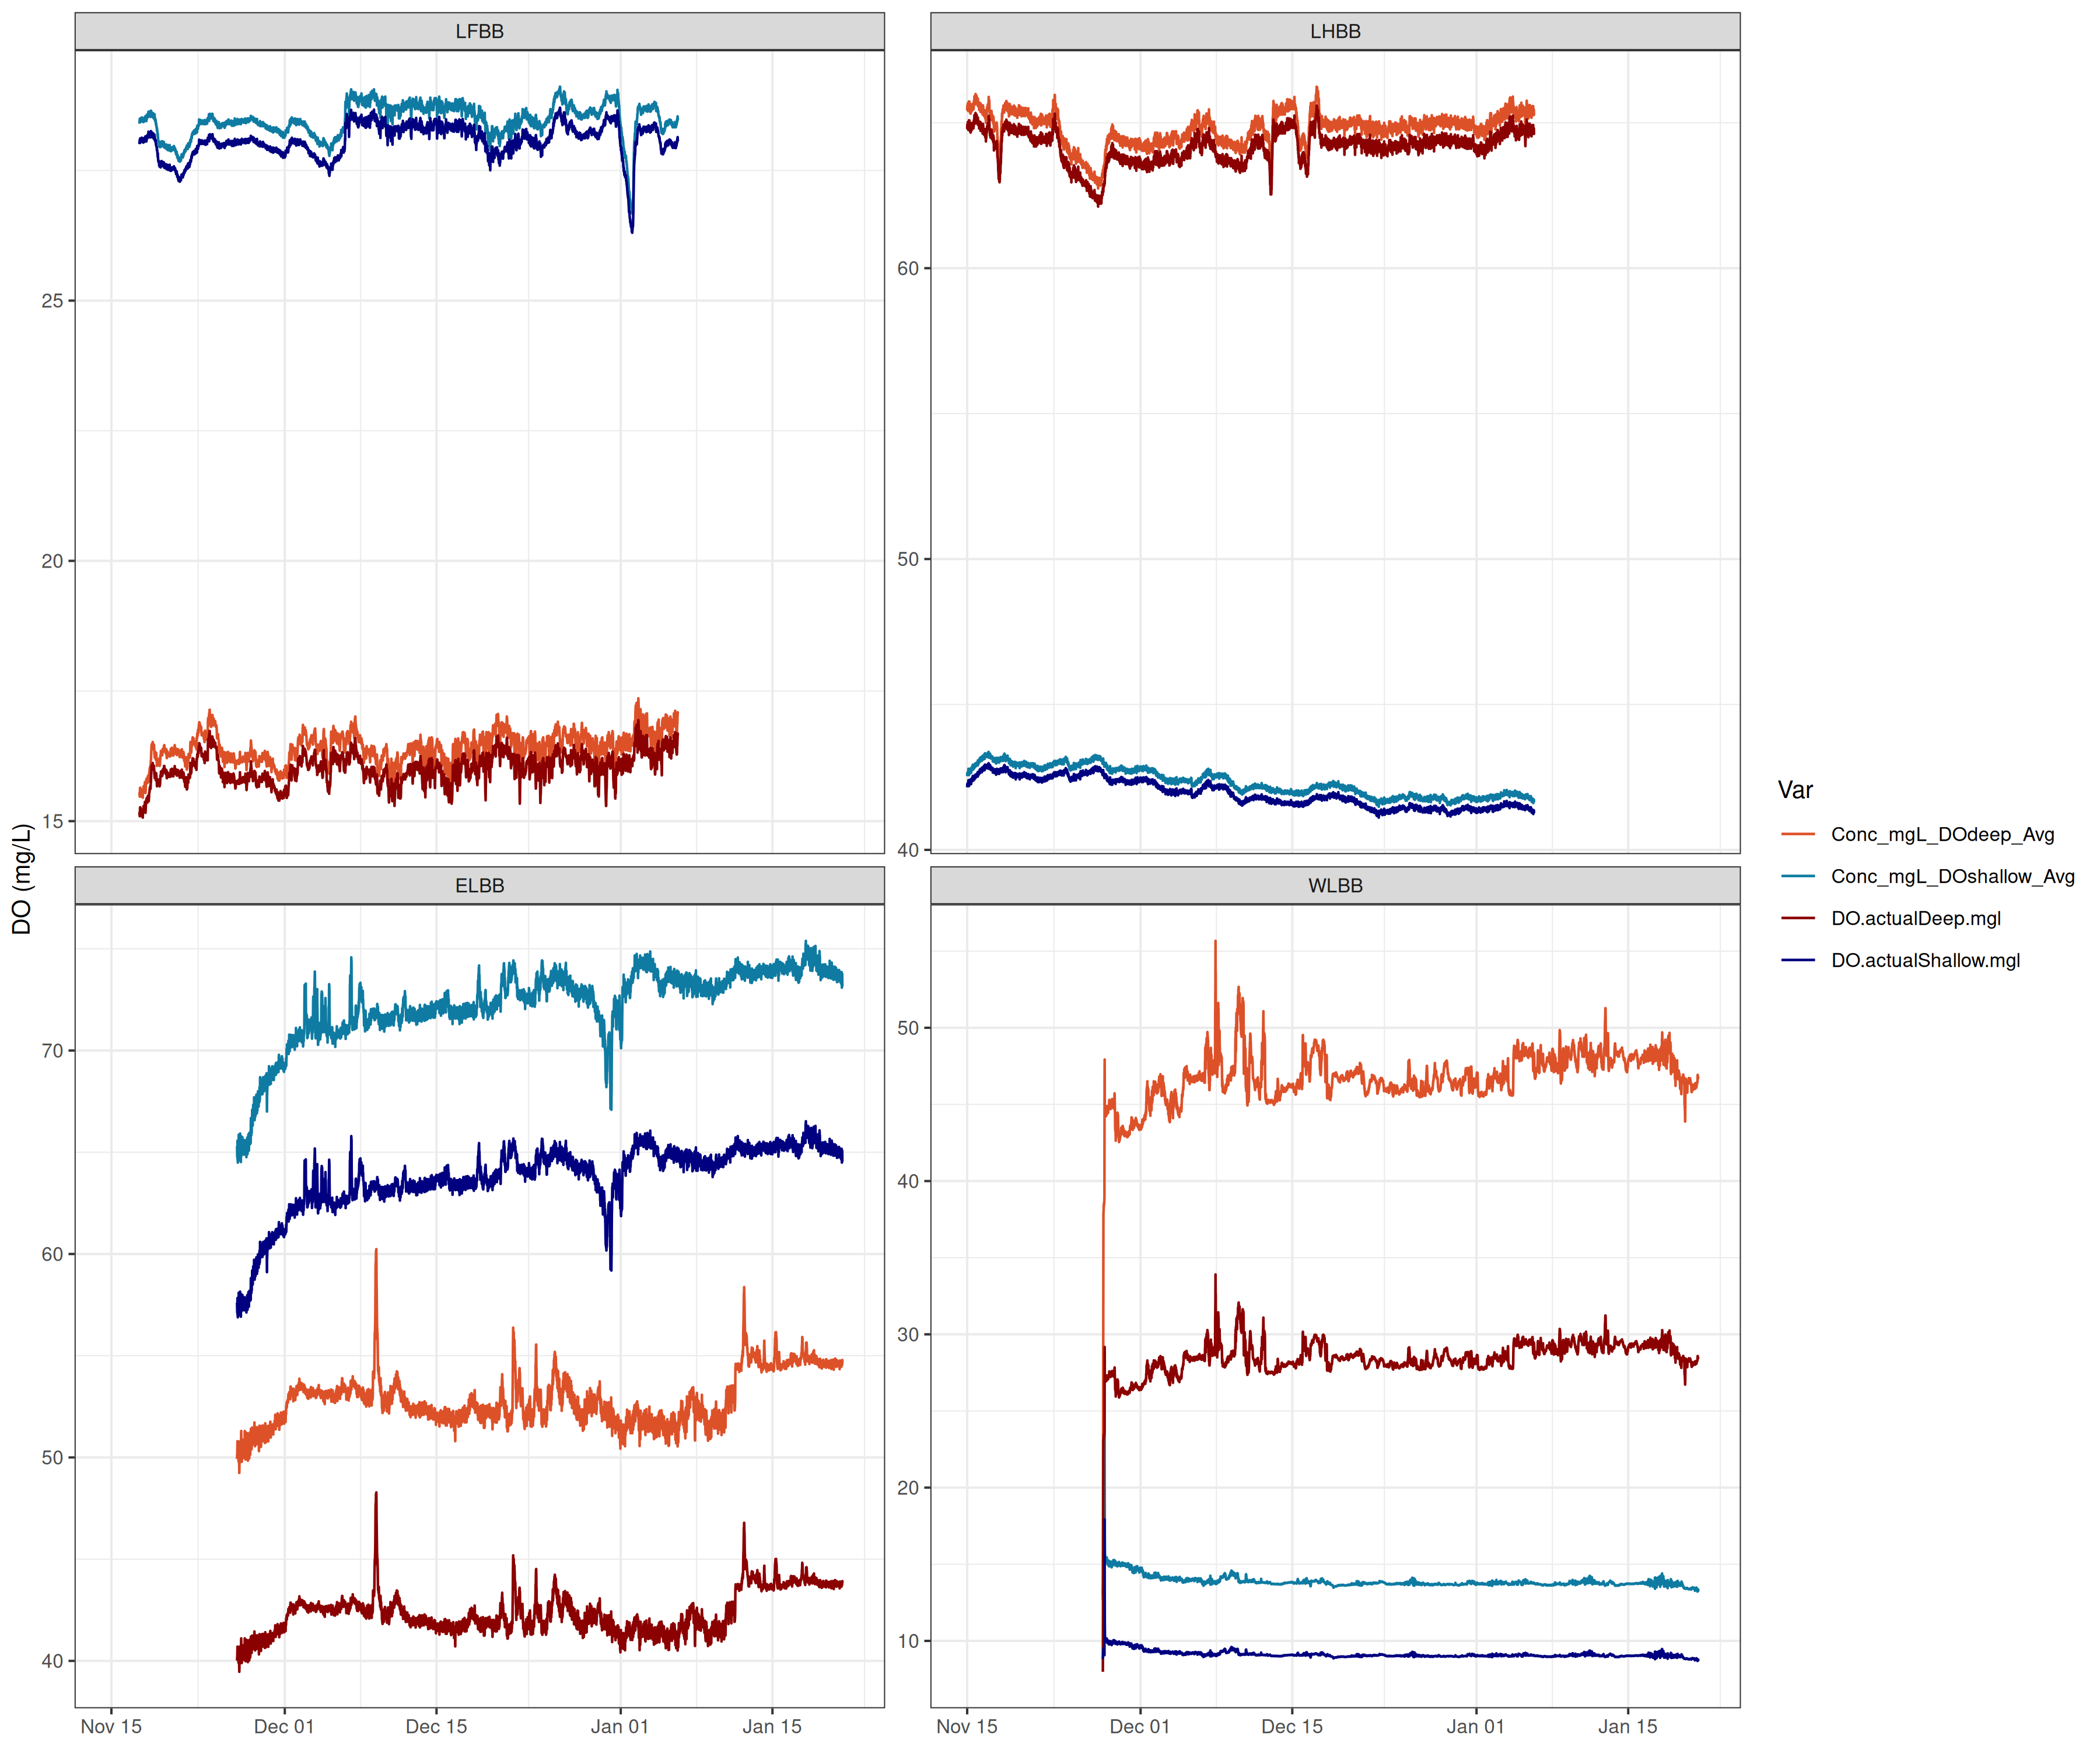 LFBB
LHBB
25
20
15
60
50
40
DO (mg/L)
ELBB
WLBB
70
60
50
40
50
40
30
20
10
Nov 15 Dec 01 Dec 15 Jan 01 Jan 15
Nov 15 Dec 01 Dec 15 Jan 01 Jan 15
Var
Conc_mgL_DOdeep_Avg
Conc_mgL_DOshallow_Avg
DO.actualDeep.mgl
DO.actualShallow.mgl